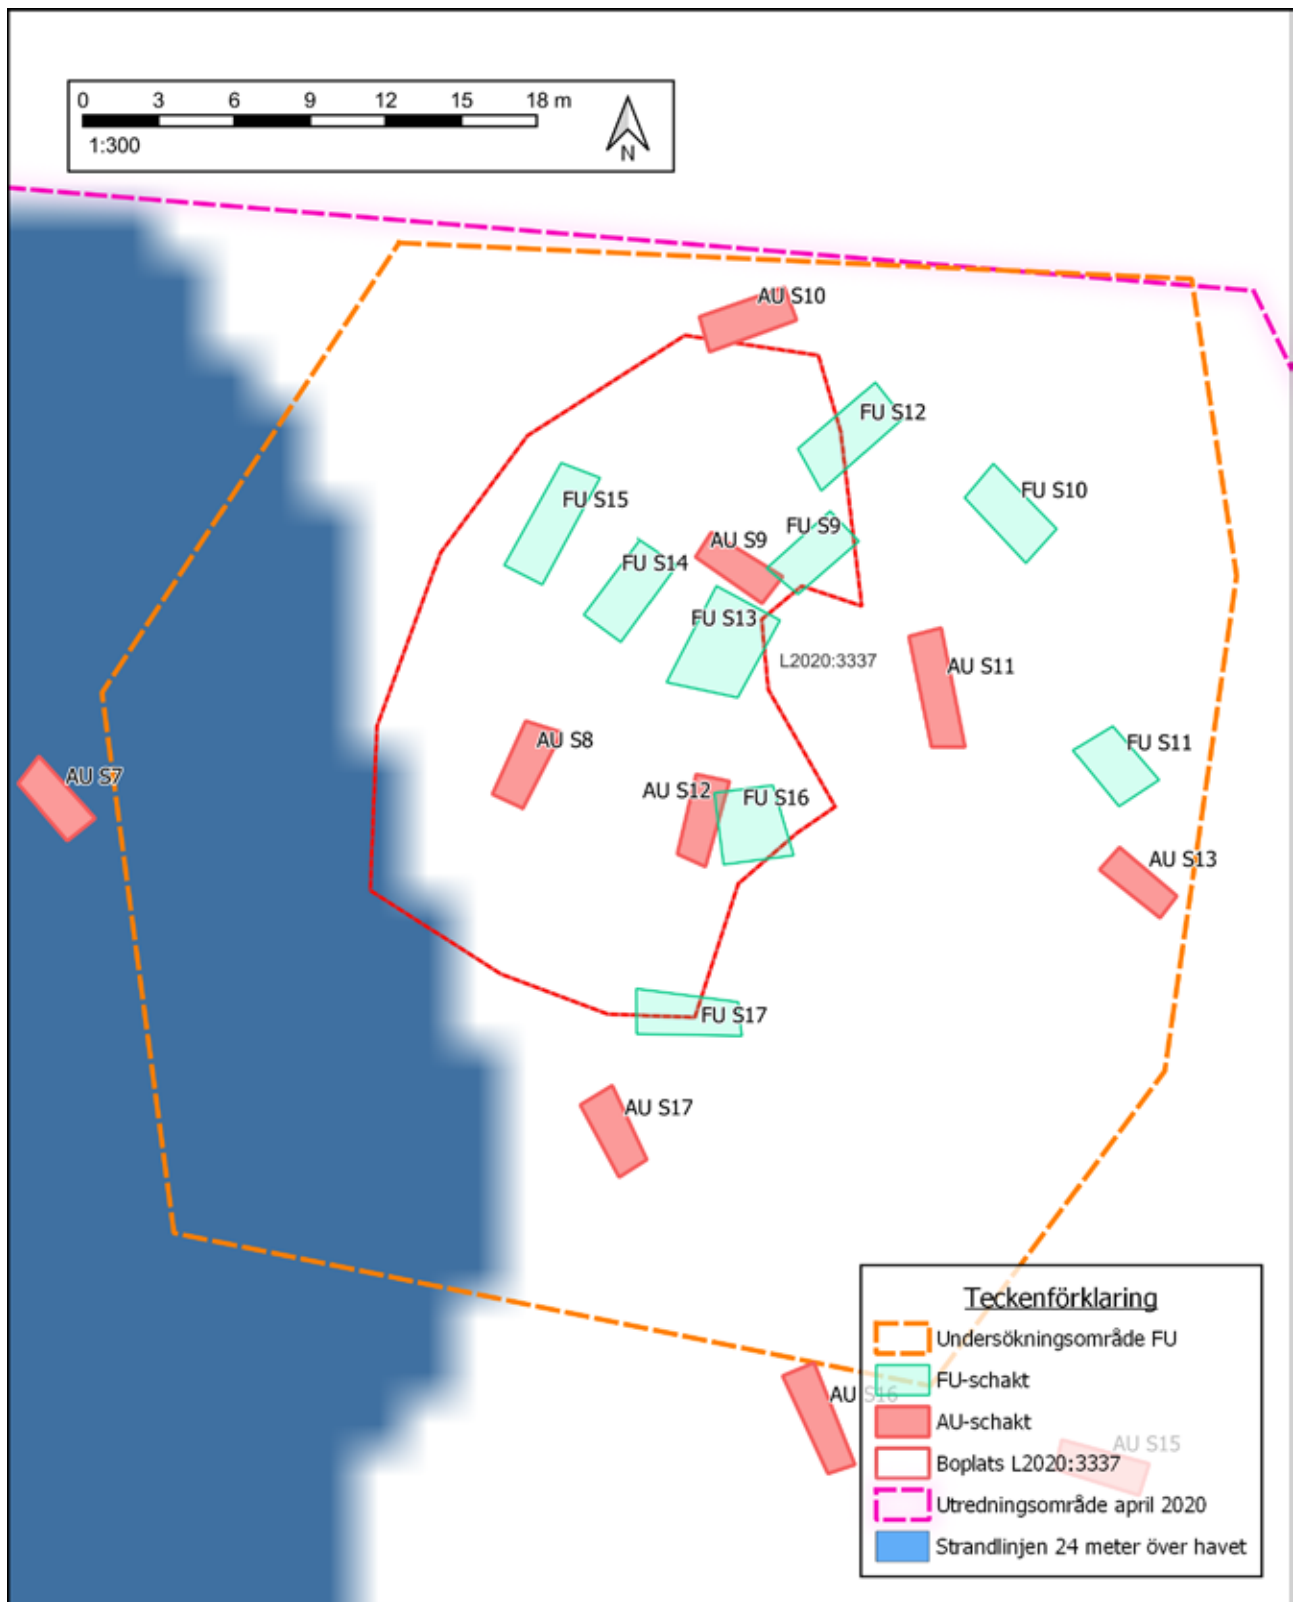 0 3 6 9 12 15 18 m
1:300
N
AU S10
FU S12
FU S15
FU S10
FU S9
AU S9
FU S14
FU S13
L2020:3337
AU S11
AU S8
FU S11
AU S7
AU S12
FU S16
AU S13
FU S17
AU S17
Teckenförklaring
Undersökningsområde FU
FU-schakt
AU S16
AU-schakt
AU S15
Boplats L2020:3337
Utredningsområde april 2020
Strandlinjen 24 meter över havet